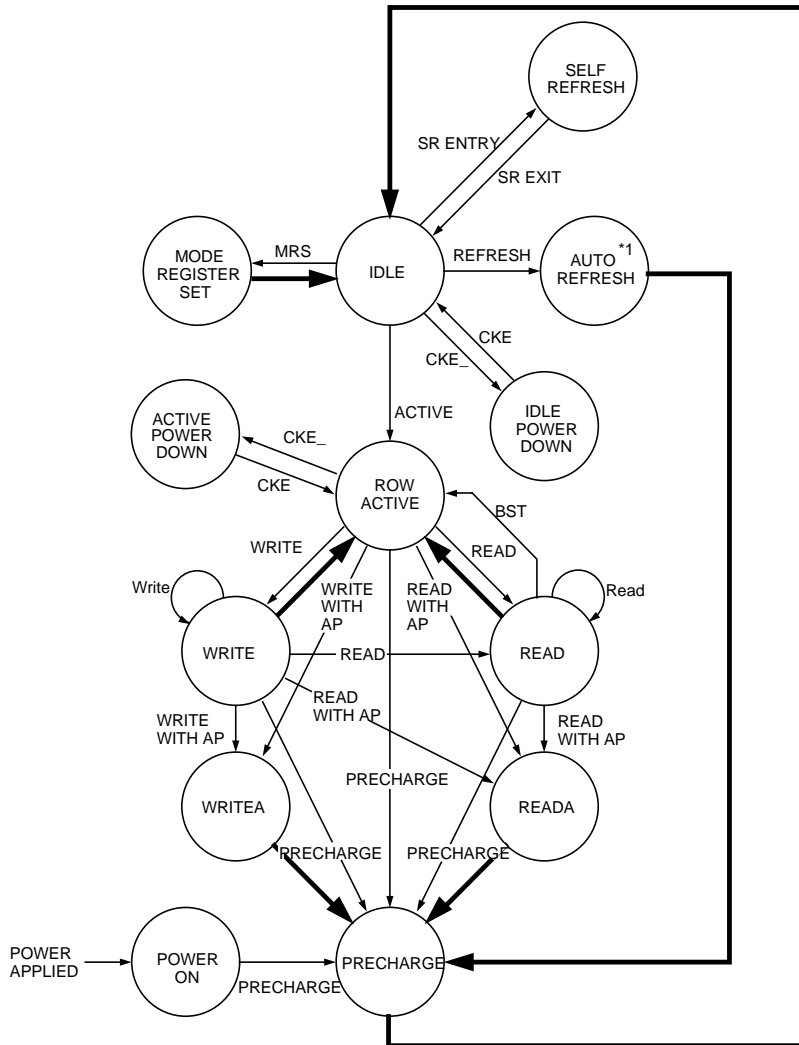 SELF
REFRESH
SR ENTRY
SR EXIT
MODE
REGISTER
SET
MRS
IDLE
REFRESH
AUTO
REFRESH
*1
CKE
CKE_
IDLE
POWER
DOWN
ACTIVE
ACTIVE
POWER
DOWN
CKE_
CKE
ROW
ACTIVE
BST
WRITE
READ
WRITE
WITH
AP
READ
WITH
AP
Write
Read
WRITE
READ
READ
READ
WITH AP
WRITE
WITH AP
READ
WITH AP
WRITEA
PRECHARGE
READA
PRECHARGE
PRECHARGE
POWER
APPLIED
POWER
ON
PRECHARGE
PRECHARGE